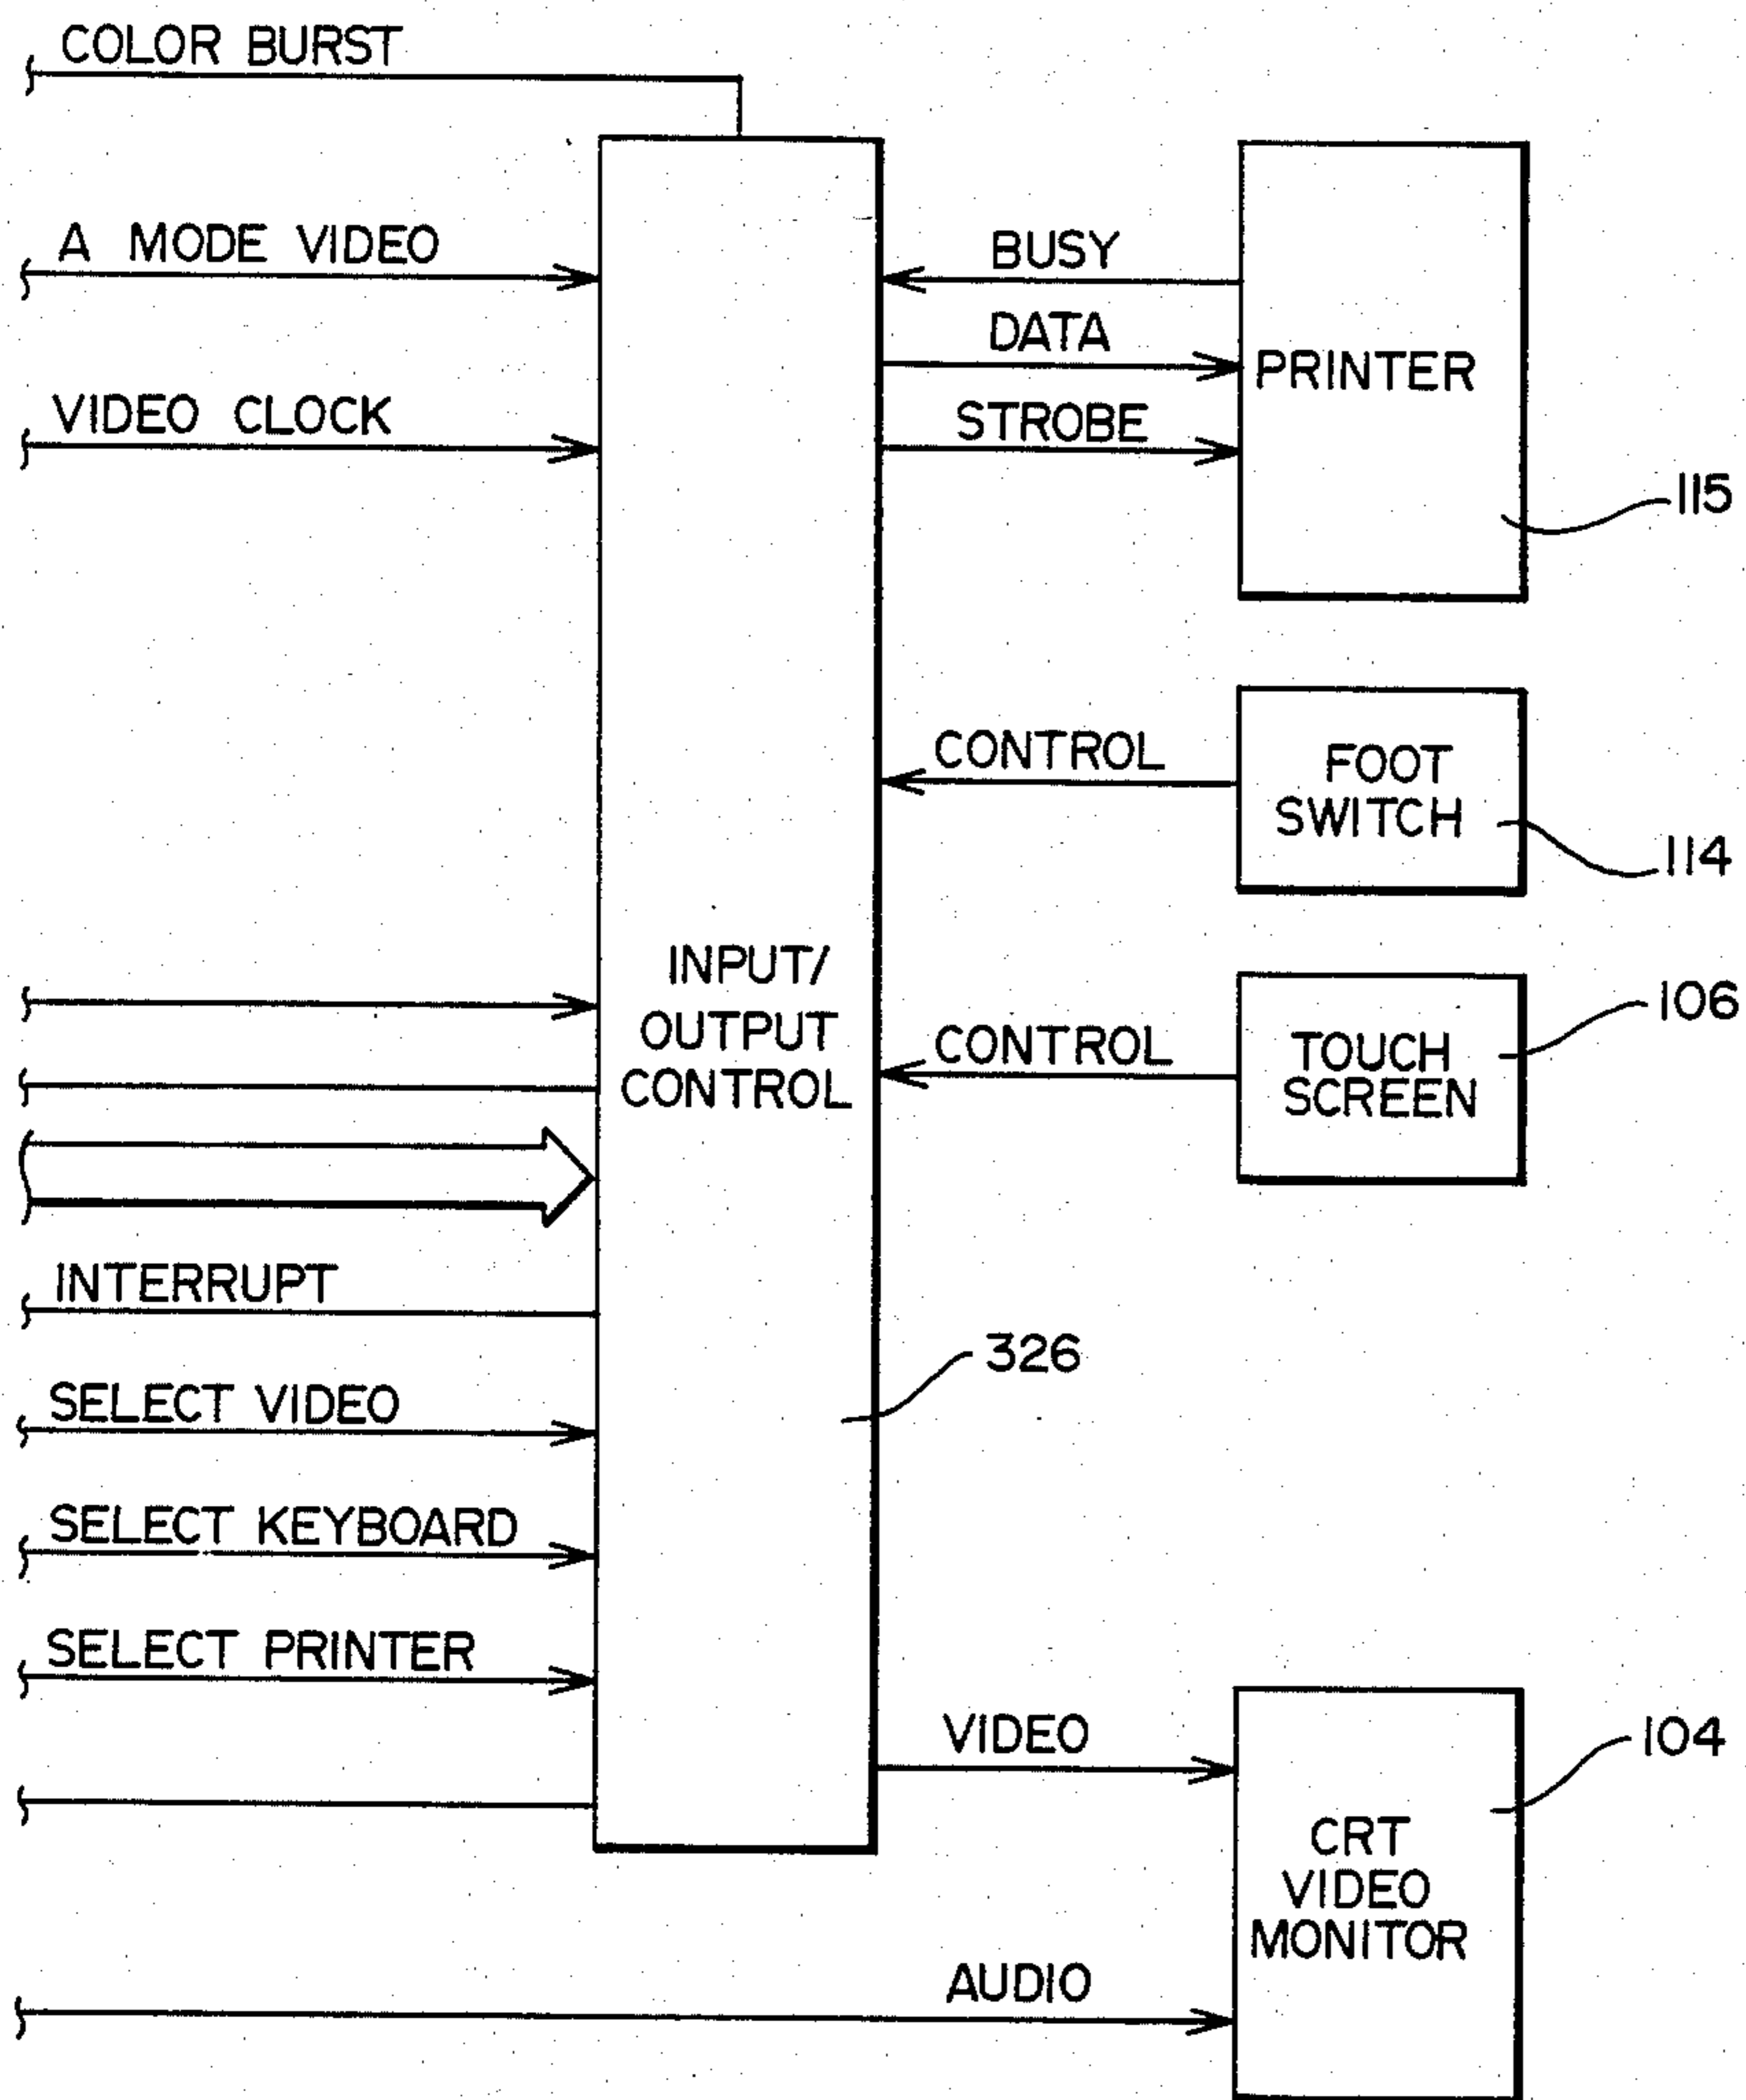 COLOR BURST
A MODE VIDEO
VIDEO CLOCK
BUSY
DATA
STROBE
PRINTER
115
CONTROL
FOOT
SWITCH
114
INPUT/
OUTPUT
CONTROL
CONTROL
TOUCH
SCREEN
106
INTERRUPT
326
SELECT VIDEO
SELECT KEYBOARD
SELECT PRINTER
VIDEO
104
CRT
VIDEO
MONITOR
AUDIO